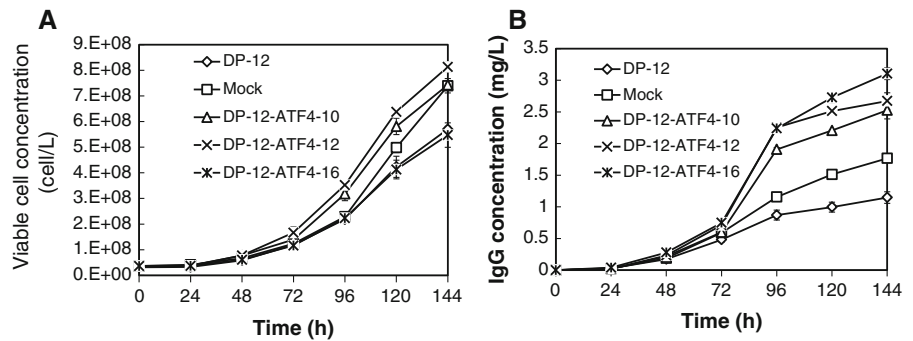 A
Viable cell concentration
(cell/L)
9.E+08
8.E+08
7.E+08
6.E+08
5.E+08
4.E+08
3.E+08
2.E+08
1.E+08
0.E+00
DP-12
Mock
DP-12-ATF4-10
DP-12-ATF4-12
DP-12-ATF4-16
0 24 48 72 96 120 144
Time (h)
B
IgG concentration (mg/L)
3.5
3
2.5
2
1.5
1
0.5
0
DP-12
Mock
DP-12-ATF4-10
DP-12-ATF4-12
DP-12-ATF4-16
0 24 48 72 96 120 144
Time (h)